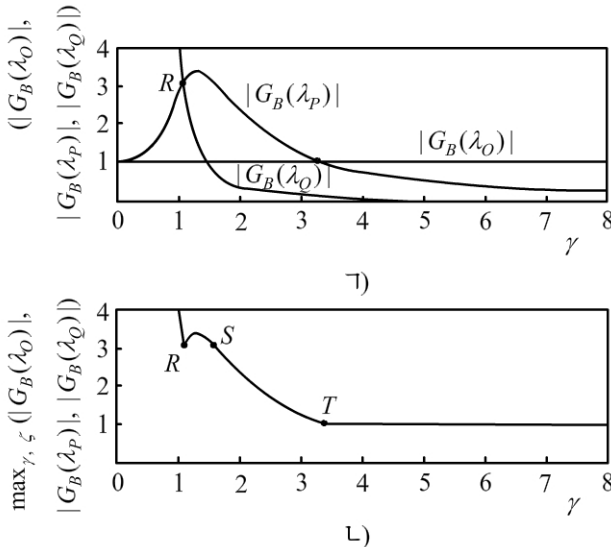 (|G_B(λ_O)|,
|G_B(λ_P)|, |G_B(λ_Q)|)
4
3
2
1
R
|G_B(λ_P)|
|G_B(λ_O)|
|G_B(λ_Q)|
0 1 2 3 4 5 6 7 8
γ
ㄱ)
max_{γ, ζ} (|G_B(λ_O)|,
|G_B(λ_P)|, |G_B(λ_Q)|)
4
3
2
1
R
S
T
0 1 2 3 4 5 6 7 8
γ
ㄴ)